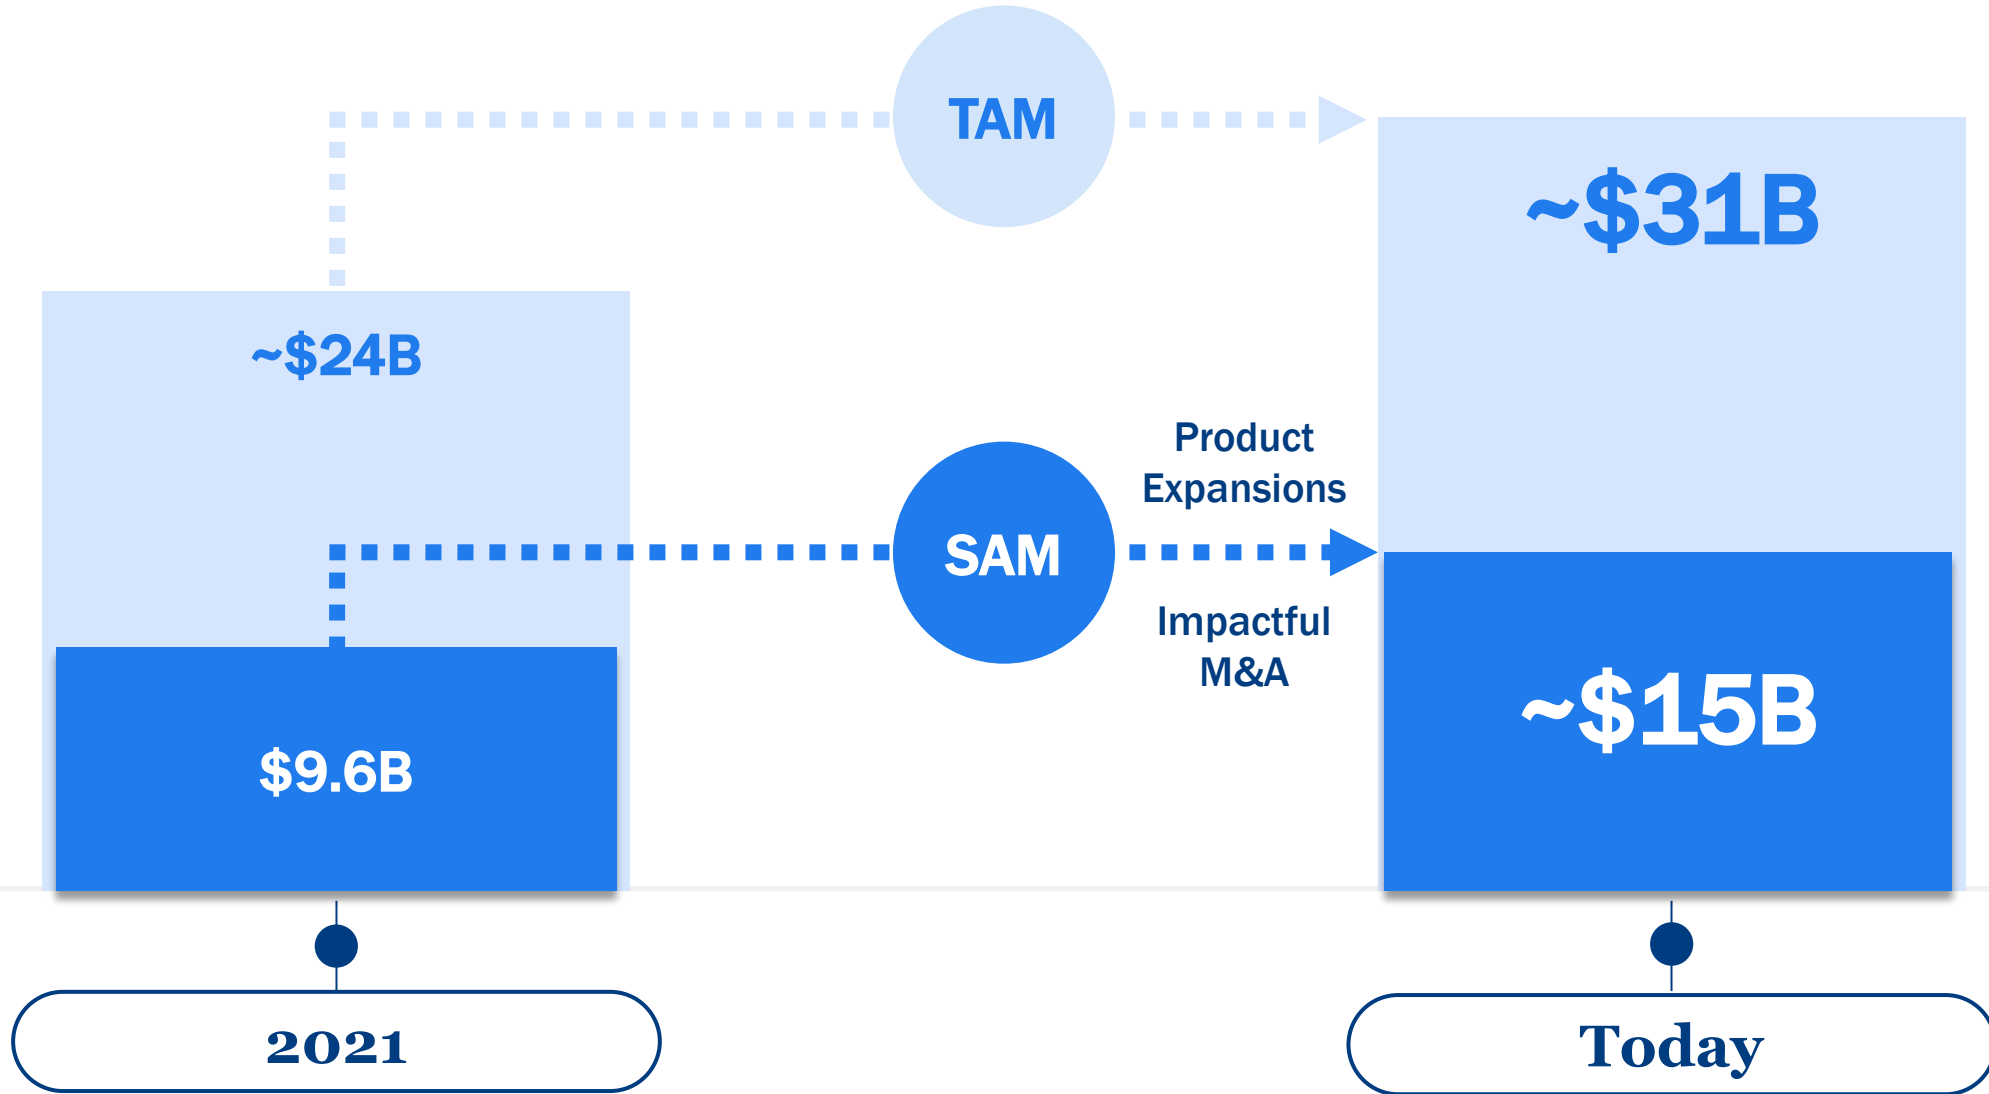 TAM
~$31B
~$24B
Product
Expansions
SAM
Impactful
M&A
~$15B
$9.6B
2021
Today